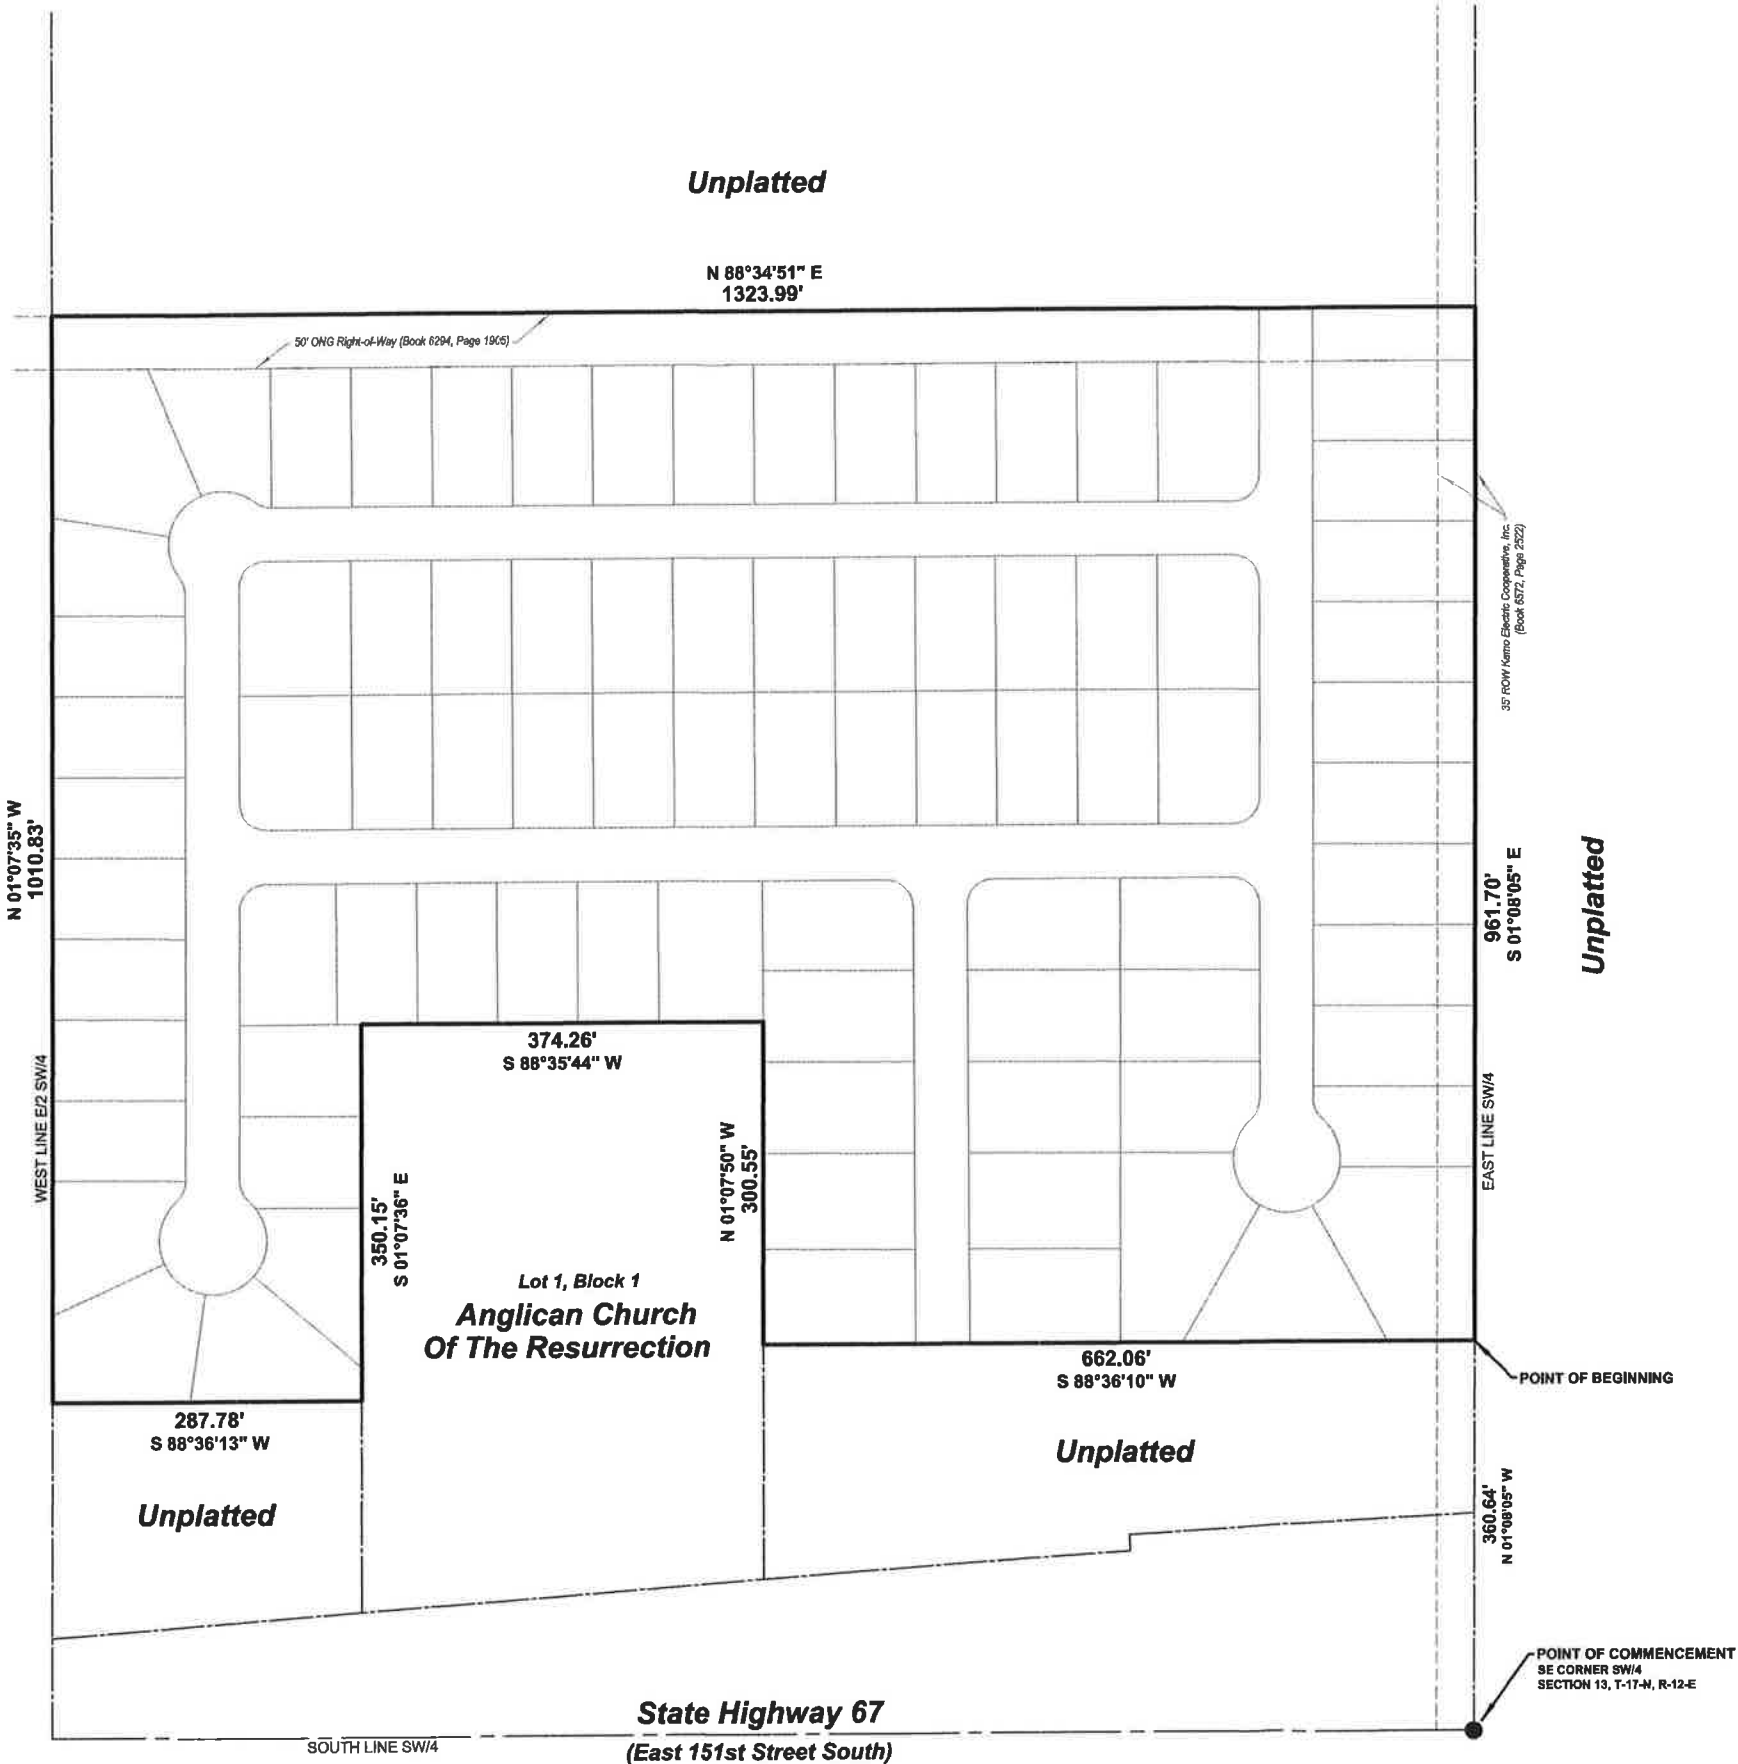 Unplatted
N 88°34'51" E
1323.99'
50' ONG Right-of-Way (Book 6294, Page 1905)
35' ROW Kamo Electric Cooperative, Inc.
(Book 6572, Page 2522)
N 01°07'35" W
1010.83'
961.70'
S 01°08'05" E
Unplatted
374.26'
S 88°35'44" W
WEST LINE E/2 SW/4
EAST LINE SW/4
350.15'
S 01°07'36" E
N 01°07'50" W
300.55'
Lot 1, Block 1
Anglican Church
Of The Resurrection
662.06'
S 88°36'10" W
POINT OF BEGINNING
287.78'
S 88°36'13" W
Unplatted
Unplatted
360.64'
N 01°08'05" W
POINT OF COMMENCEMENT
SE CORNER SW/4
SECTION 13, T-17-N, R-12-E
State Highway 67
SOUTH LINE SW/4
(East 151st Street South)